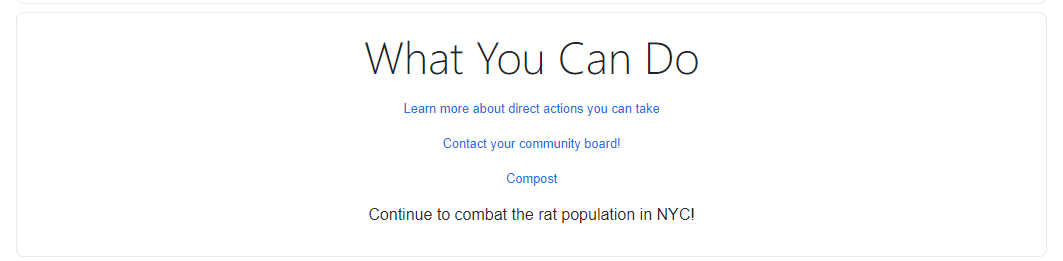 What You Can Do
Learn more about direct actions you can take
Contact your community board!
Compost
Continue to combat the rat population in NYC!